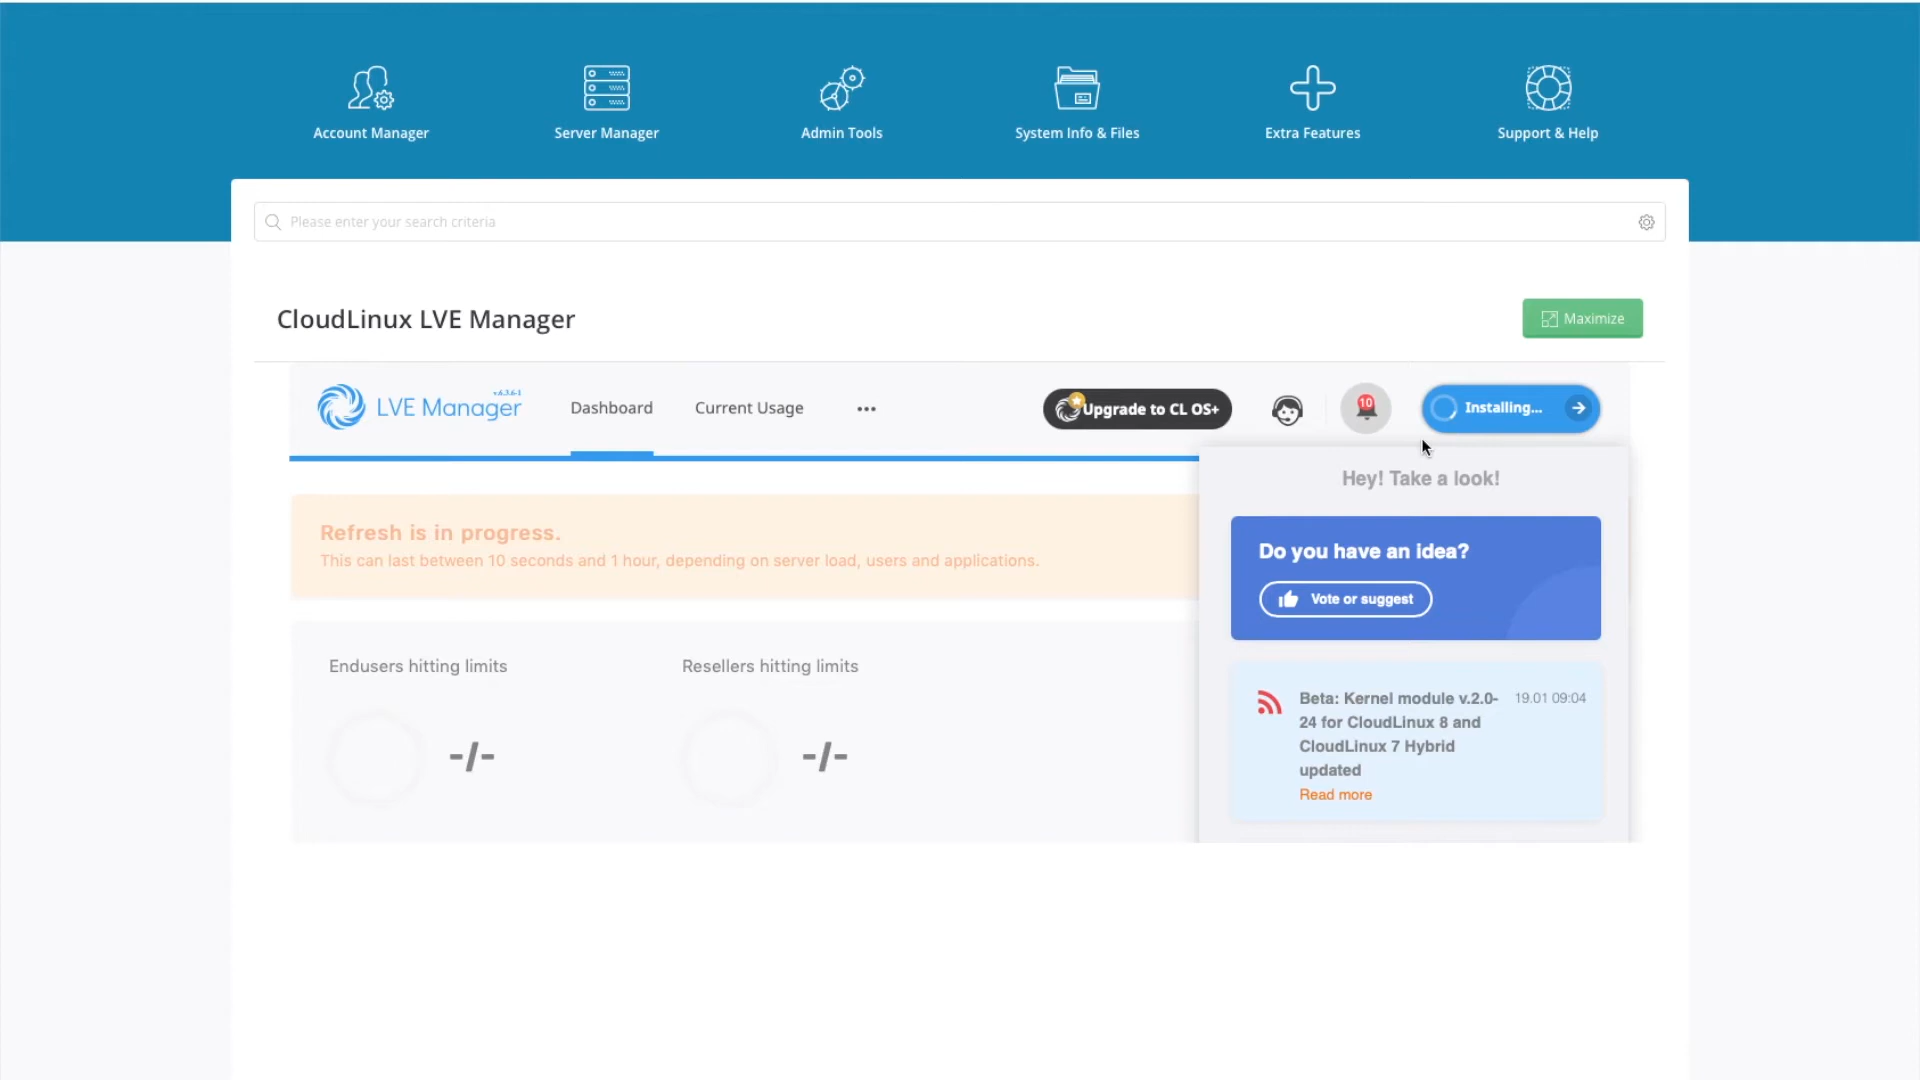 Account Manager
Server Manager
Admin Tools
System Info & Files
Extra Features
Support & Help
Please enter your search criteria
CloudLinux LVE Manager
Maximize
LVE Manager
Dashboard
Current Usage
Upgrade to CL OS+
10
Installing...
Hey! Take a look!
Refresh is in progress.
This can last between 10 seconds and 1 hour, depending on server load, users and applications.
Do you have an idea?
Vote or suggest
Endusers hitting limits
Resellers hitting limits
-/-
-/-
Beta: Kernel module v.2.0-
19.01 09:04
24 for CloudLinux 8 and
CloudLinux 7 Hybrid
updated
Read more